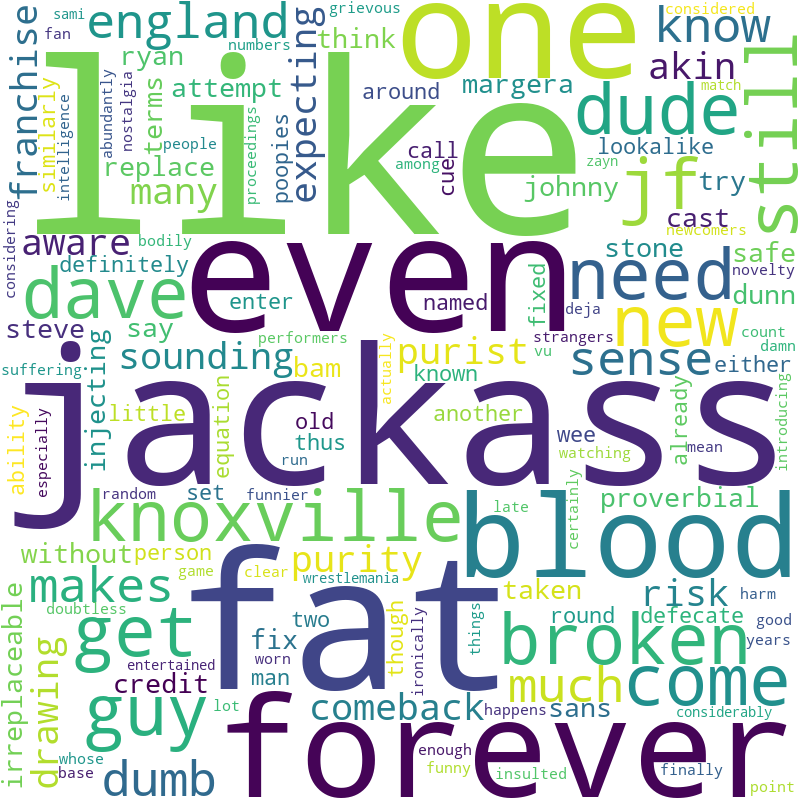 like
one
england
know
franchise
ryan
think
expecting
akin
still
dude
jf
attempt
terms
similarly
intelligence
abundantly
nostalgia
sami
fan
numbers
grievous
considered
people
proceedings
poopies
around
margera
call
cue
among
lookalike
match
zayn
replace
many
johnny
try
cast
newcomers
considering
aware
bodily
definitely
even
need
stone
safe
novelty
dave
enter
named
fixed
deja
dunn
new
steve
say
injecting
performers
strangers
vu
count
damn
suffering
sounding
bam
actually
purist
known
sense
either
jackass
ability
especially
little
equation
old
thus
run
another
wee
watching
already
mean
introducing
random
set
funnier
knoxville
late
blood
certainly
proverbial
without
person
purity
game
clear
wrestlemania
fat
makes
taken
risk
harm
irreplaceable
doubtless
get
things
round
defecate
good
years
drawing
two
fix
though
ironically
broken
entertained
worn
man
credit
much
come
guy
lot
comeback
happens
sans
considerably
forever
whose
base
dumb
enough
funny
insulted
finally
point